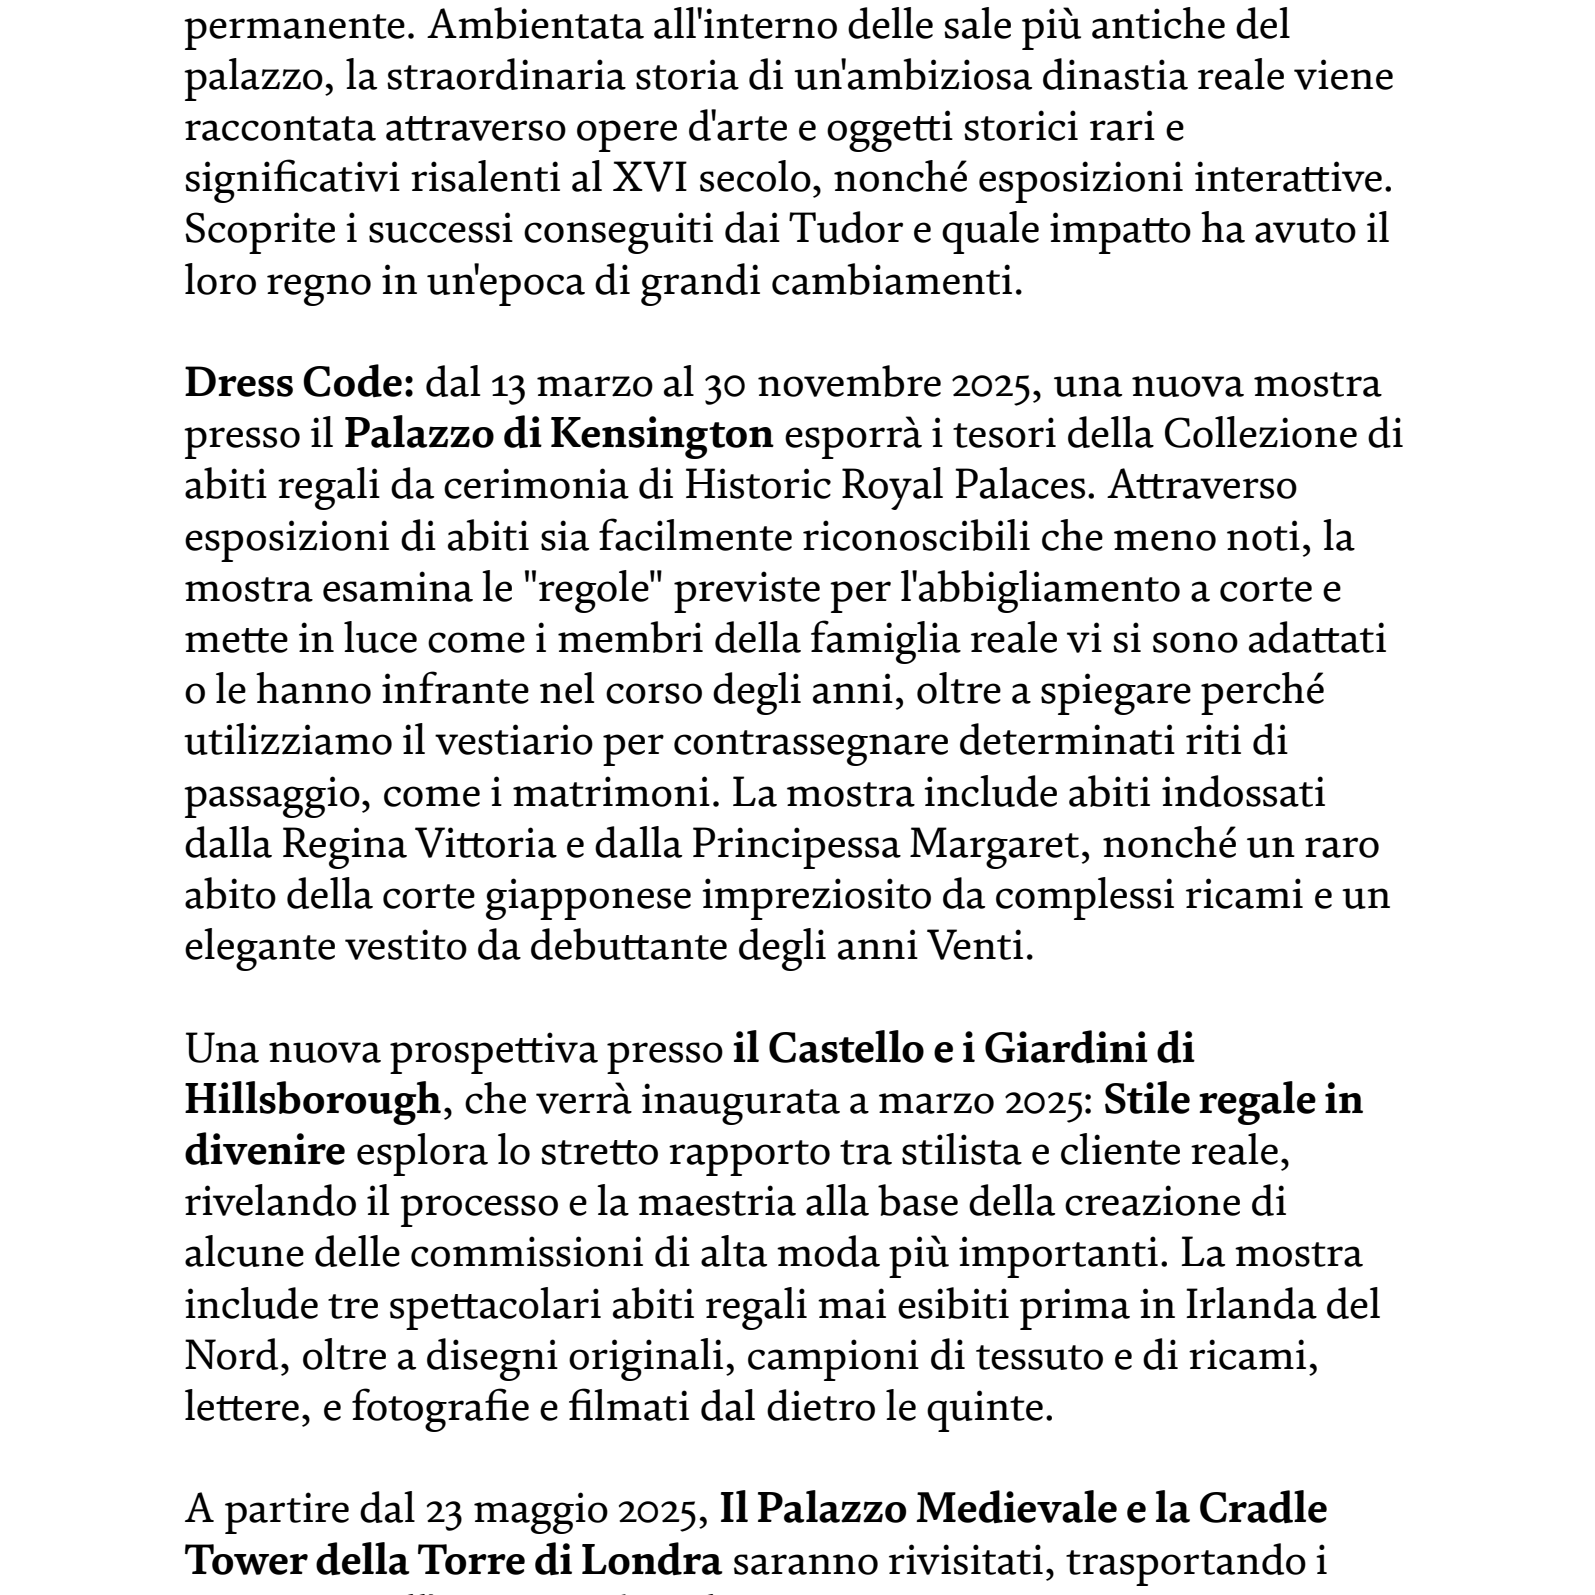 permanente. Ambientata all'interno delle sale più antiche del
palazzo, la straordinaria storia di un'ambiziosa dinastia reale viene
raccontata attraverso opere d'arte e oggetti storici rari e
significativi risalenti al XVI secolo, nonché esposizioni interattive.
Scoprite i successi conseguiti dai Tudor e quale impatto ha avuto il
loro regno in un'epoca di grandi cambiamenti.
Dress Code: dal 13 marzo al 30 novembre 2025, una nuova mostra
presso il Palazzo di Kensington esporrà i tesori della Collezione di
abiti regali da cerimonia di Historic Royal Palaces. Attraverso
esposizioni di abiti sia facilmente riconoscibili che meno noti, la
mostra esamina le "regole" previste per l'abbigliamento a corte e
mette in luce come i membri della famiglia reale vi si sono adattati
o le hanno infrante nel corso degli anni, oltre a spiegare perché
utilizziamo il vestiario per contrassegnare determinati riti di
passaggio, come i matrimoni. La mostra include abiti indossati
dalla Regina Vittoria e dalla Principessa Margaret, nonché un raro
abito della corte giapponese impreziosito da complessi ricami e un
elegante vestito da debuttante degli anni Venti.
Una nuova prospettiva presso il Castello e i Giardini di
Hillsborough, che verrà inaugurata a marzo 2025: Stile regale in
divenire esplora lo stretto rapporto tra stilista e cliente reale,
rivelando il processo e la maestria alla base della creazione di
alcune delle commissioni di alta moda più importanti. La mostra
include tre spettacolari abiti regali mai esibiti prima in Irlanda del
Nord, oltre a disegni originali, campioni di tessuto e di ricami,
lettere, e fotografie e filmati dal dietro le quinte.
A partire dal 23 maggio 2025, Il Palazzo Medievale e la Cradle
Tower della Torre di Londra saranno rivisitati, trasportando i